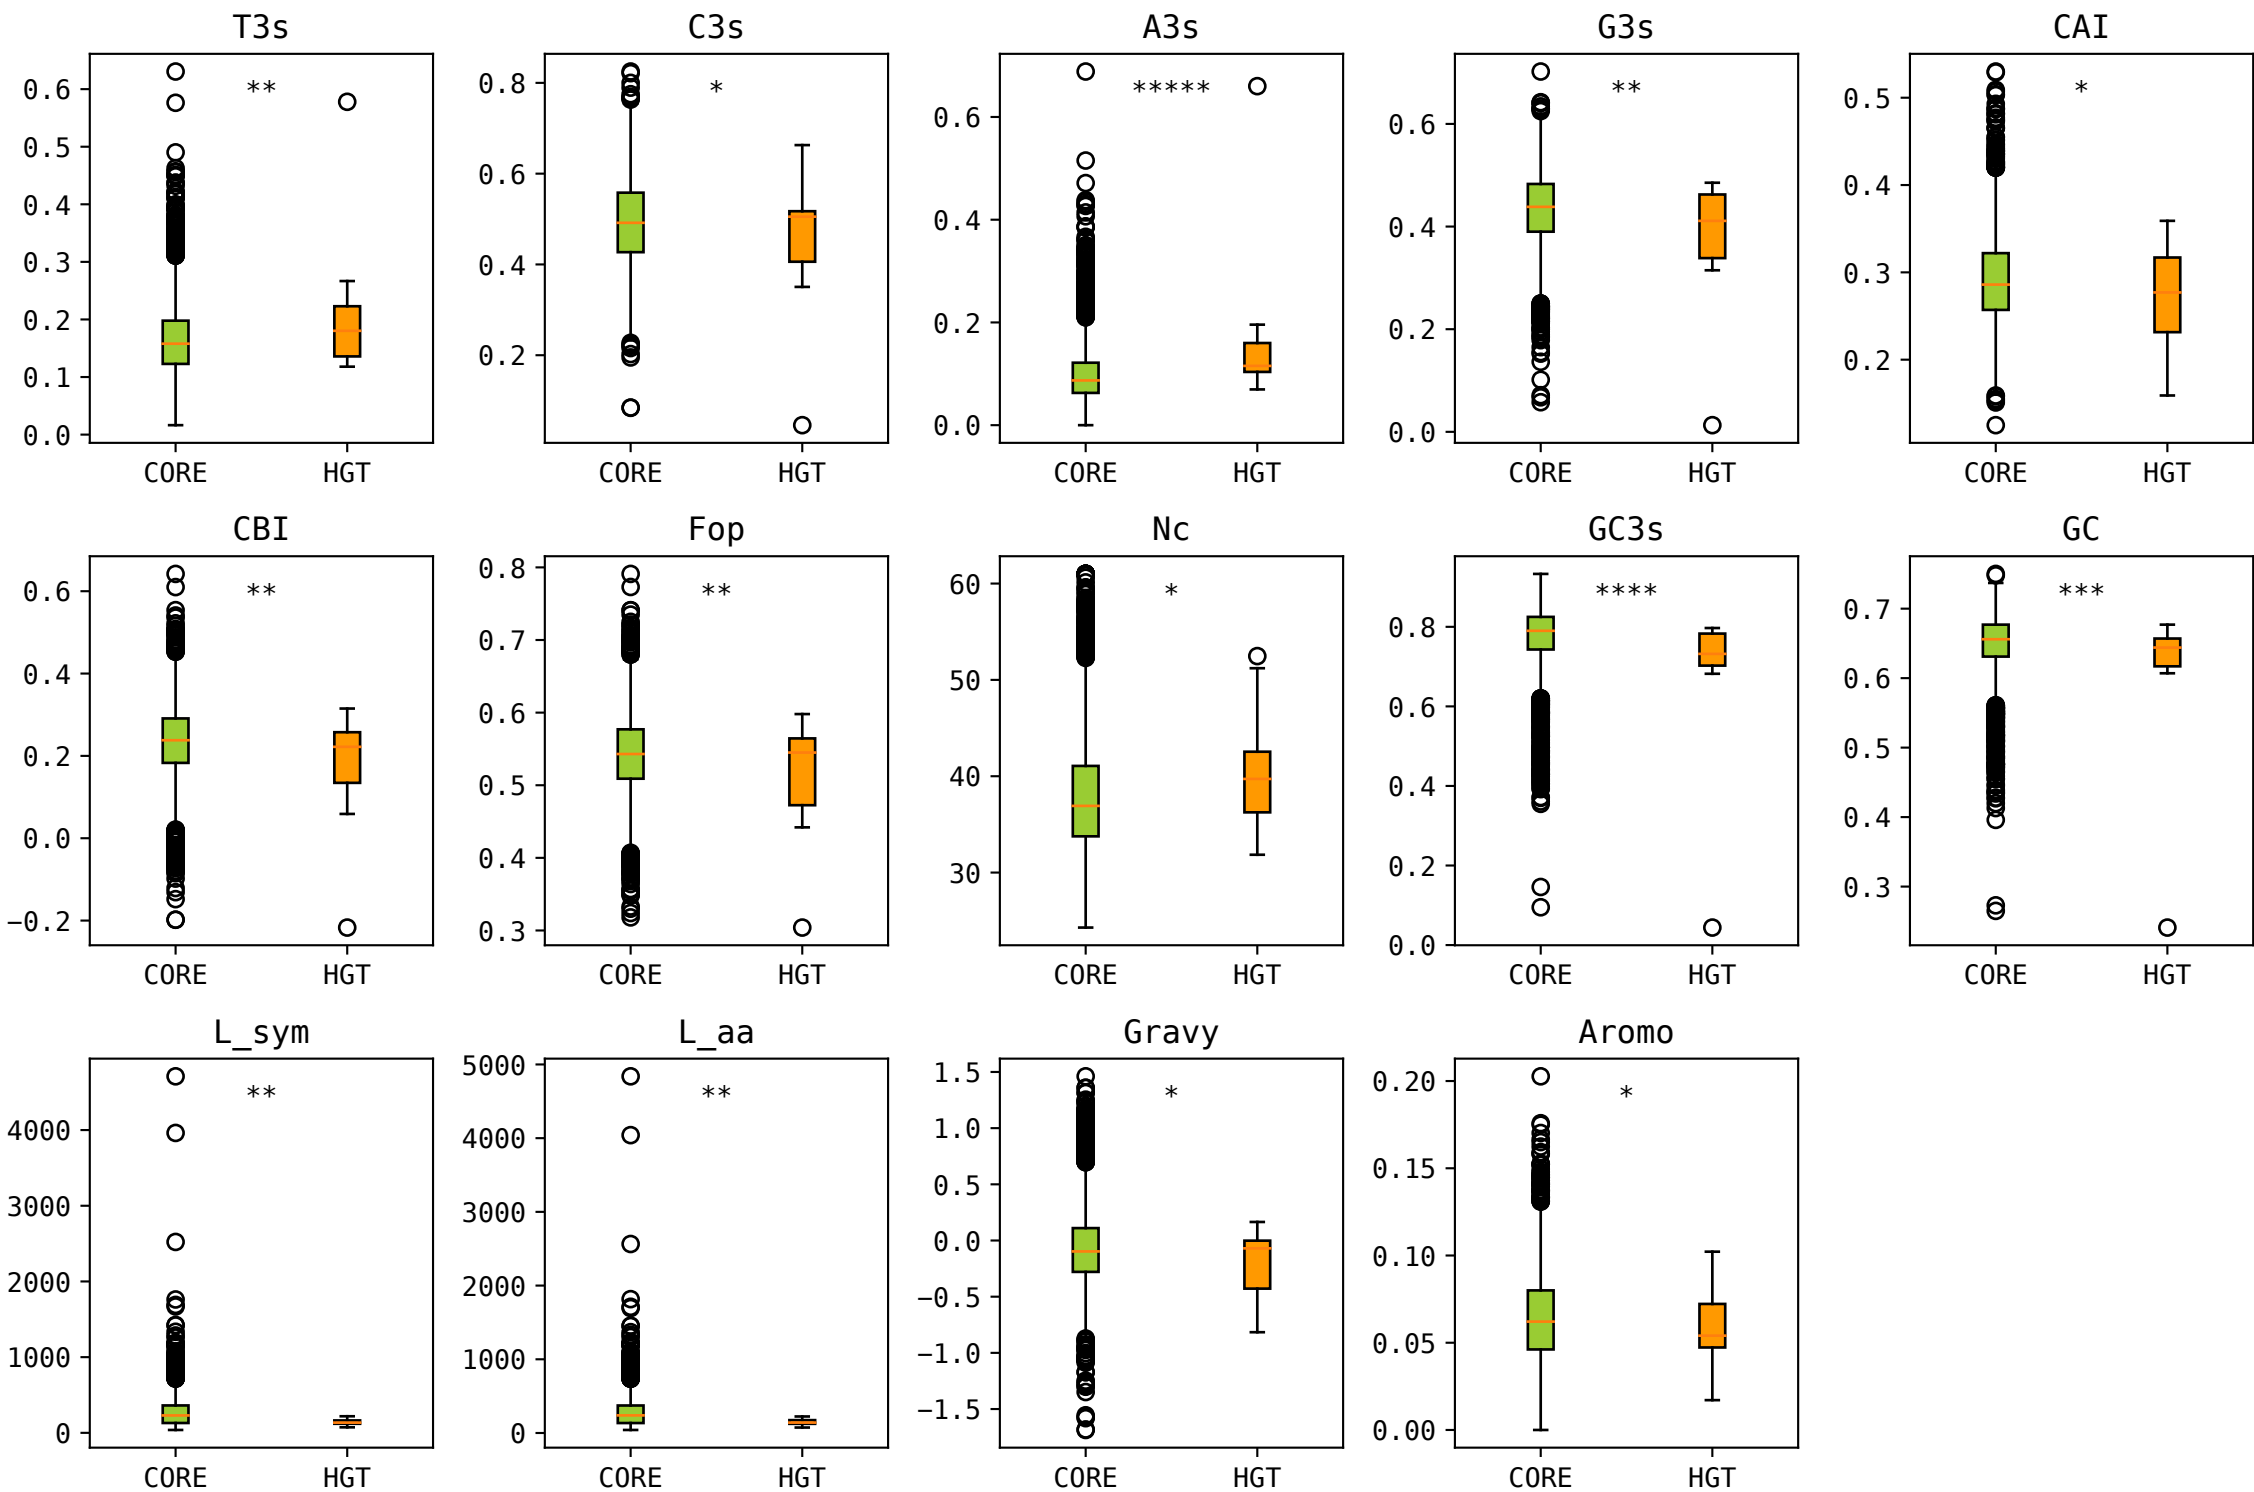 T3s C3s A3s G3s CAI
** * ***** ** *
0.6 0.5 0.4 0.3 0.2 0.1 0.0
0.8 0.6 0.4 0.2
0.6 0.4 0.2 0.0
0.6 0.4 0.2 0.0
0.5 0.4 0.3 0.2
CORE HGT CORE HGT CORE HGT CORE HGT CORE HGT
CBI Fop Nc GC3s GC
** ** * **** ***
0.6 0.4 0.2 0.0 −0.2
0.8 0.7 0.6 0.5 0.4 0.3
60 50 40 30
0.8 0.6 0.4 0.2 0.0
0.7 0.6 0.5 0.4 0.3
CORE HGT CORE HGT CORE HGT CORE HGT CORE HGT
L_sym L_aa Gravy Aromo
** ** * *
4000 3000 2000 1000 0
5000 4000 3000 2000 1000 0
1.5 1.0 0.5 0.0 −0.5 −1.0 −1.5
0.20 0.15 0.10 0.05 0.00
CORE HGT CORE HGT CORE HGT CORE HGT